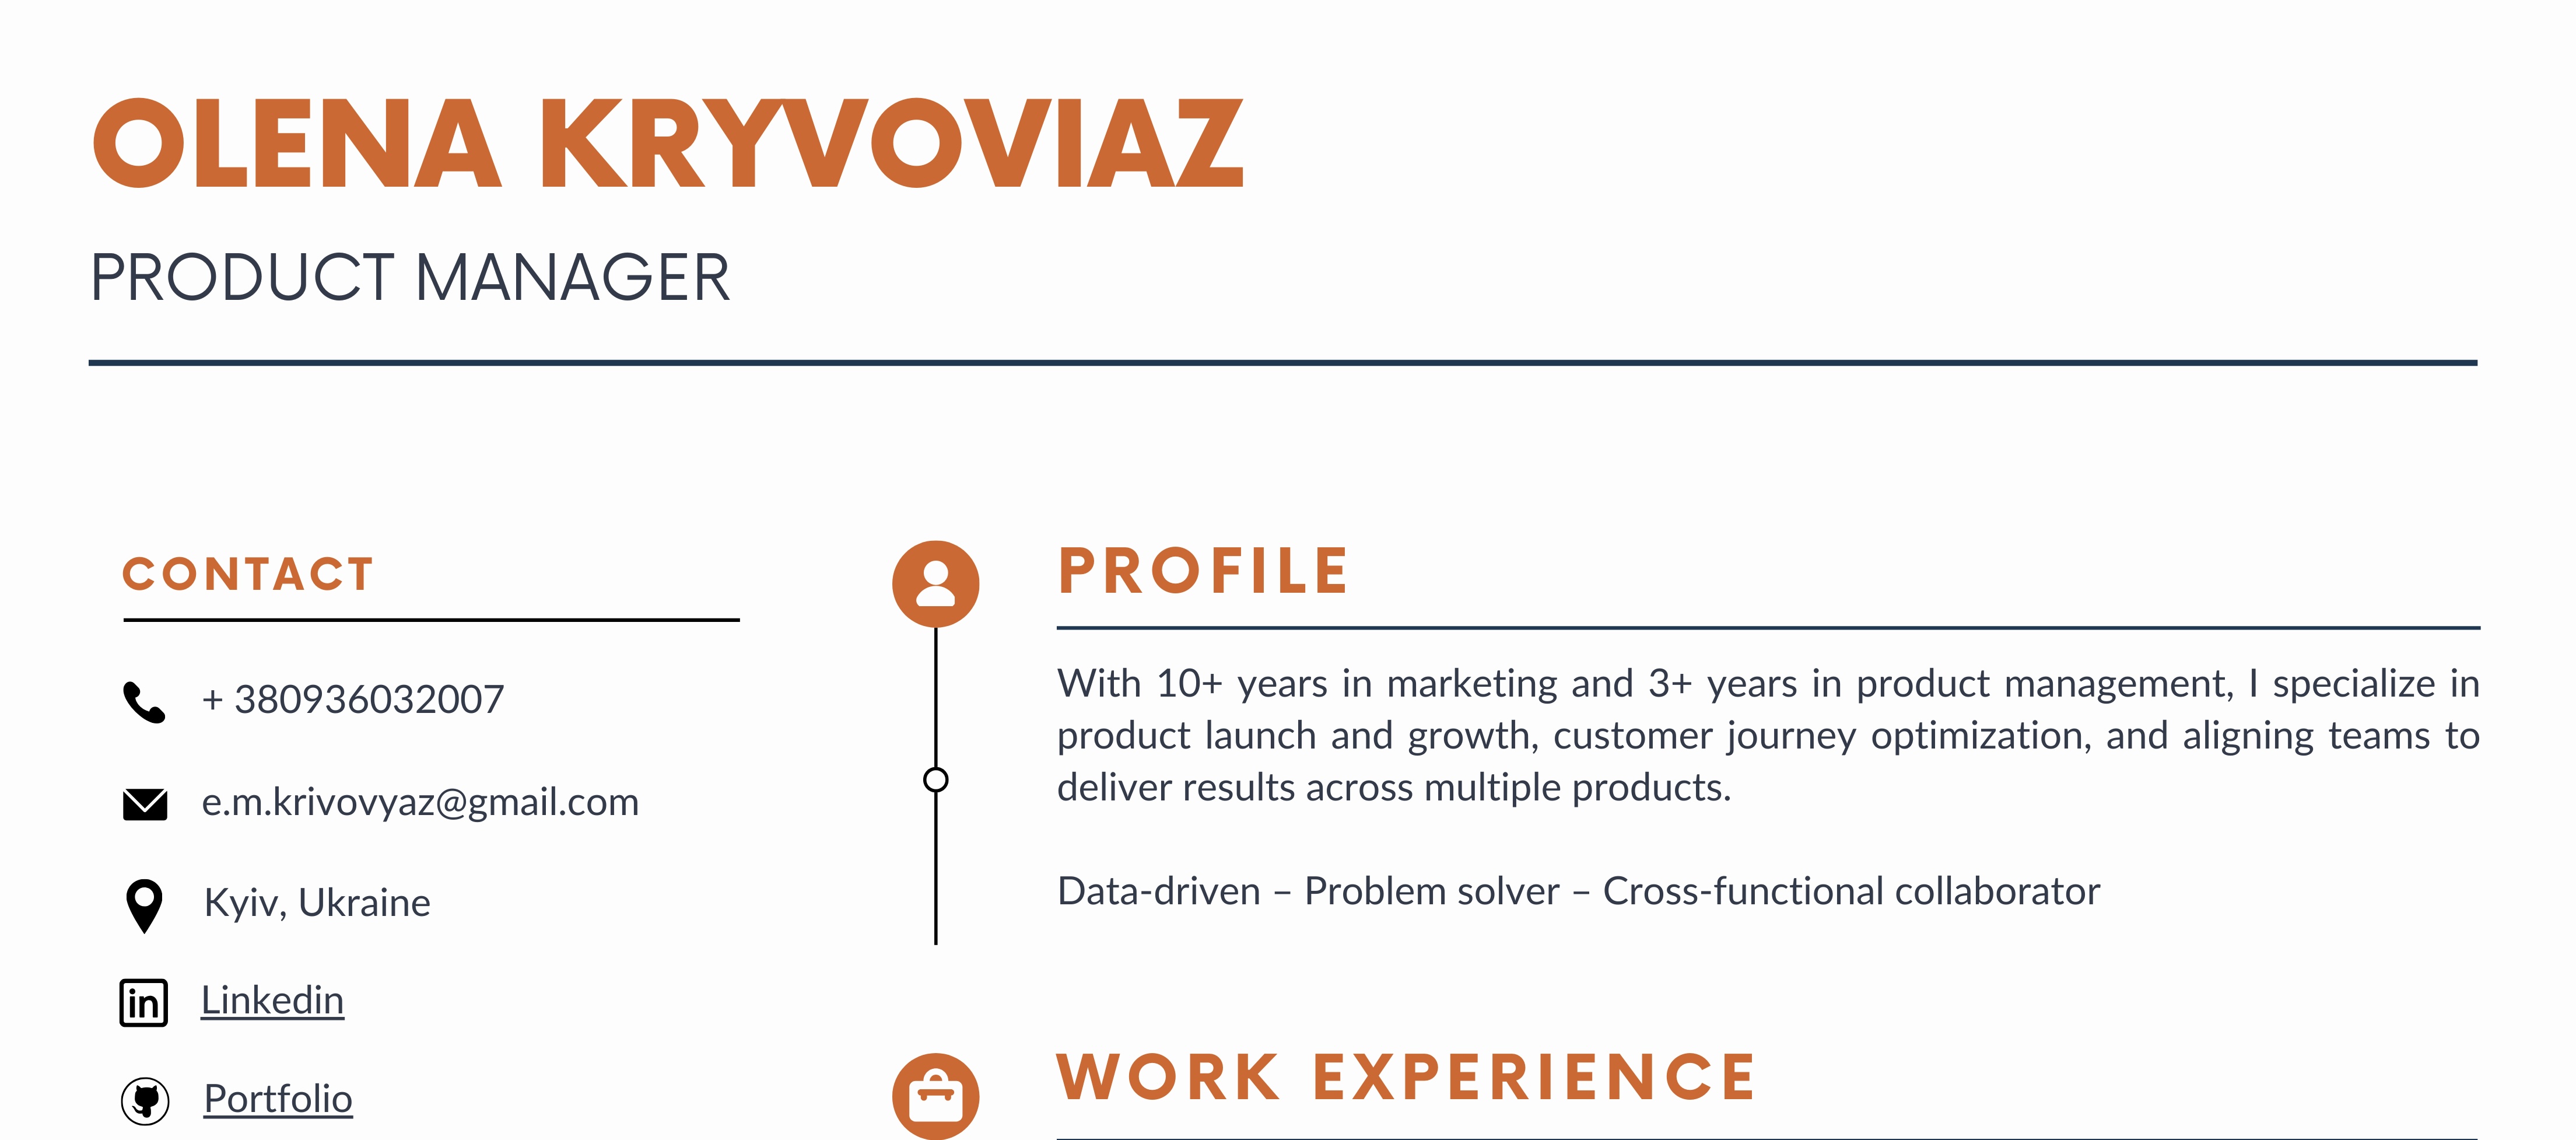 OLENA KRYVOVIAZ
PRODUCT MANAGER
CONTACT
+ 380936032007
e.m.krivovyaz@gmail.com
Kyiv, Ukraine
in Linkedin
Portfolio
PROFILE
With 10+ years in marketing and 3+ years in product management, I specialize in
product launch and growth, customer journey optimization, and aligning teams to
deliver results across multiple products.
Data-driven – Problem solver – Cross-functional collaborator
WORK EXPERIENCE